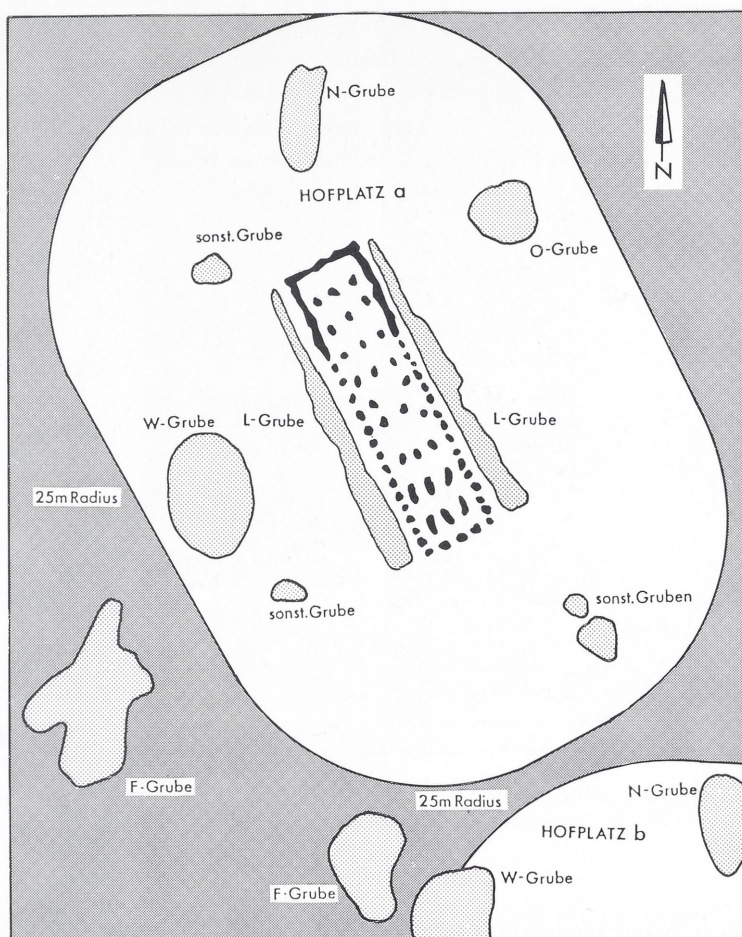 N-Grube
N
HOFPLATZ a
sonst.Grube
O-Grube
W-Grube
L-Grube
L-Grube
25m Radius
sonst.Grube
sonst.Gruben
F-Grube
25m Radius
N-Grube
HOFPLATZ b
F-Grube
W-Grube